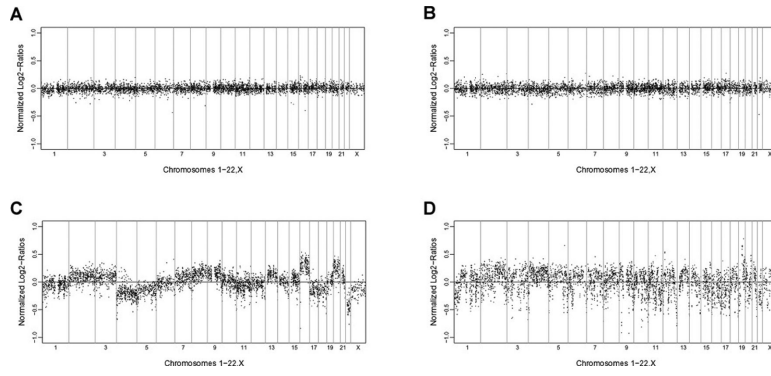 A
Normalized Log2-Ratios
1.0
0.5
0.0
-0.5
-1.0
1 3 5 7 9 11 13 15 17 19 21 X
Chromosomes 1-22,X
B
Normalized Log2-Ratios
1.0
0.5
0.0
-0.5
-1.0
1 3 5 7 9 11 13 15 17 19 21 X
Chromosomes 1-22,X
C
Normalized Log2-Ratios
1.0
0.5
0.0
-0.5
-1.0
1 3 5 7 9 11 13 15 17 19 21 X
Chromosomes 1-22,X
D
Normalized Log2-Ratios
1.0
0.5
0.0
-0.5
-1.0
1 3 5 7 9 11 13 15 17 19 21 X
Chromosomes 1-22,X